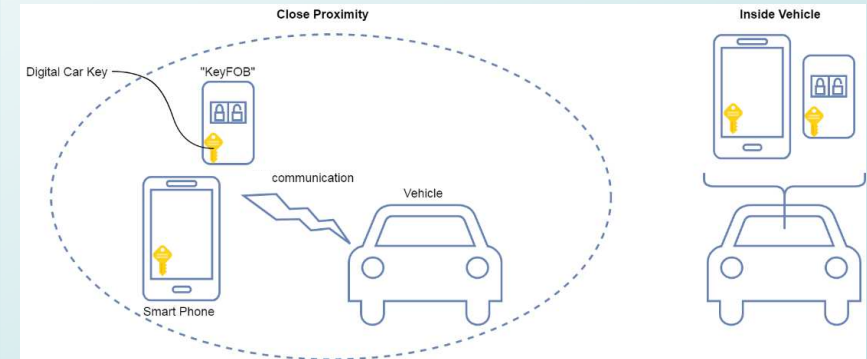 Close Proximity
Inside Vehicle
Digital Car Key
"KeyFOB"
communication
Vehicle
Smart Phone